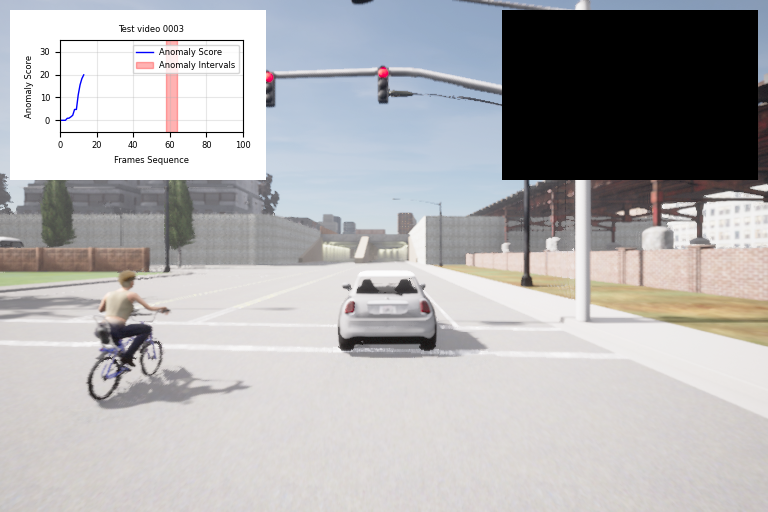 Test video 0003
Anomaly Score
Anomaly Intervals
Anomaly Score
30
20
10
0
0 20 40 60 80 100
Frames Sequence